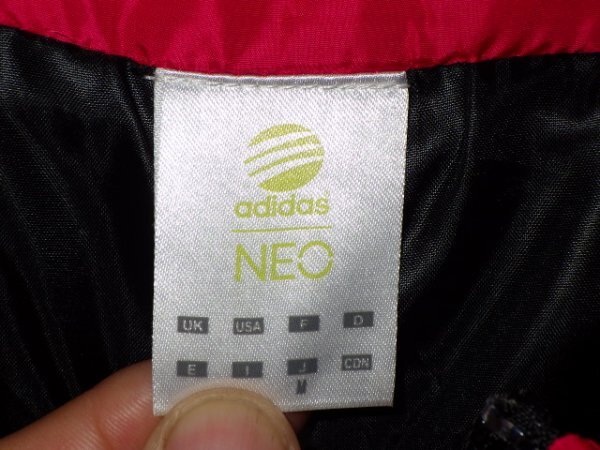 adidas
NEO
UK USA F D
E I J CDN
M